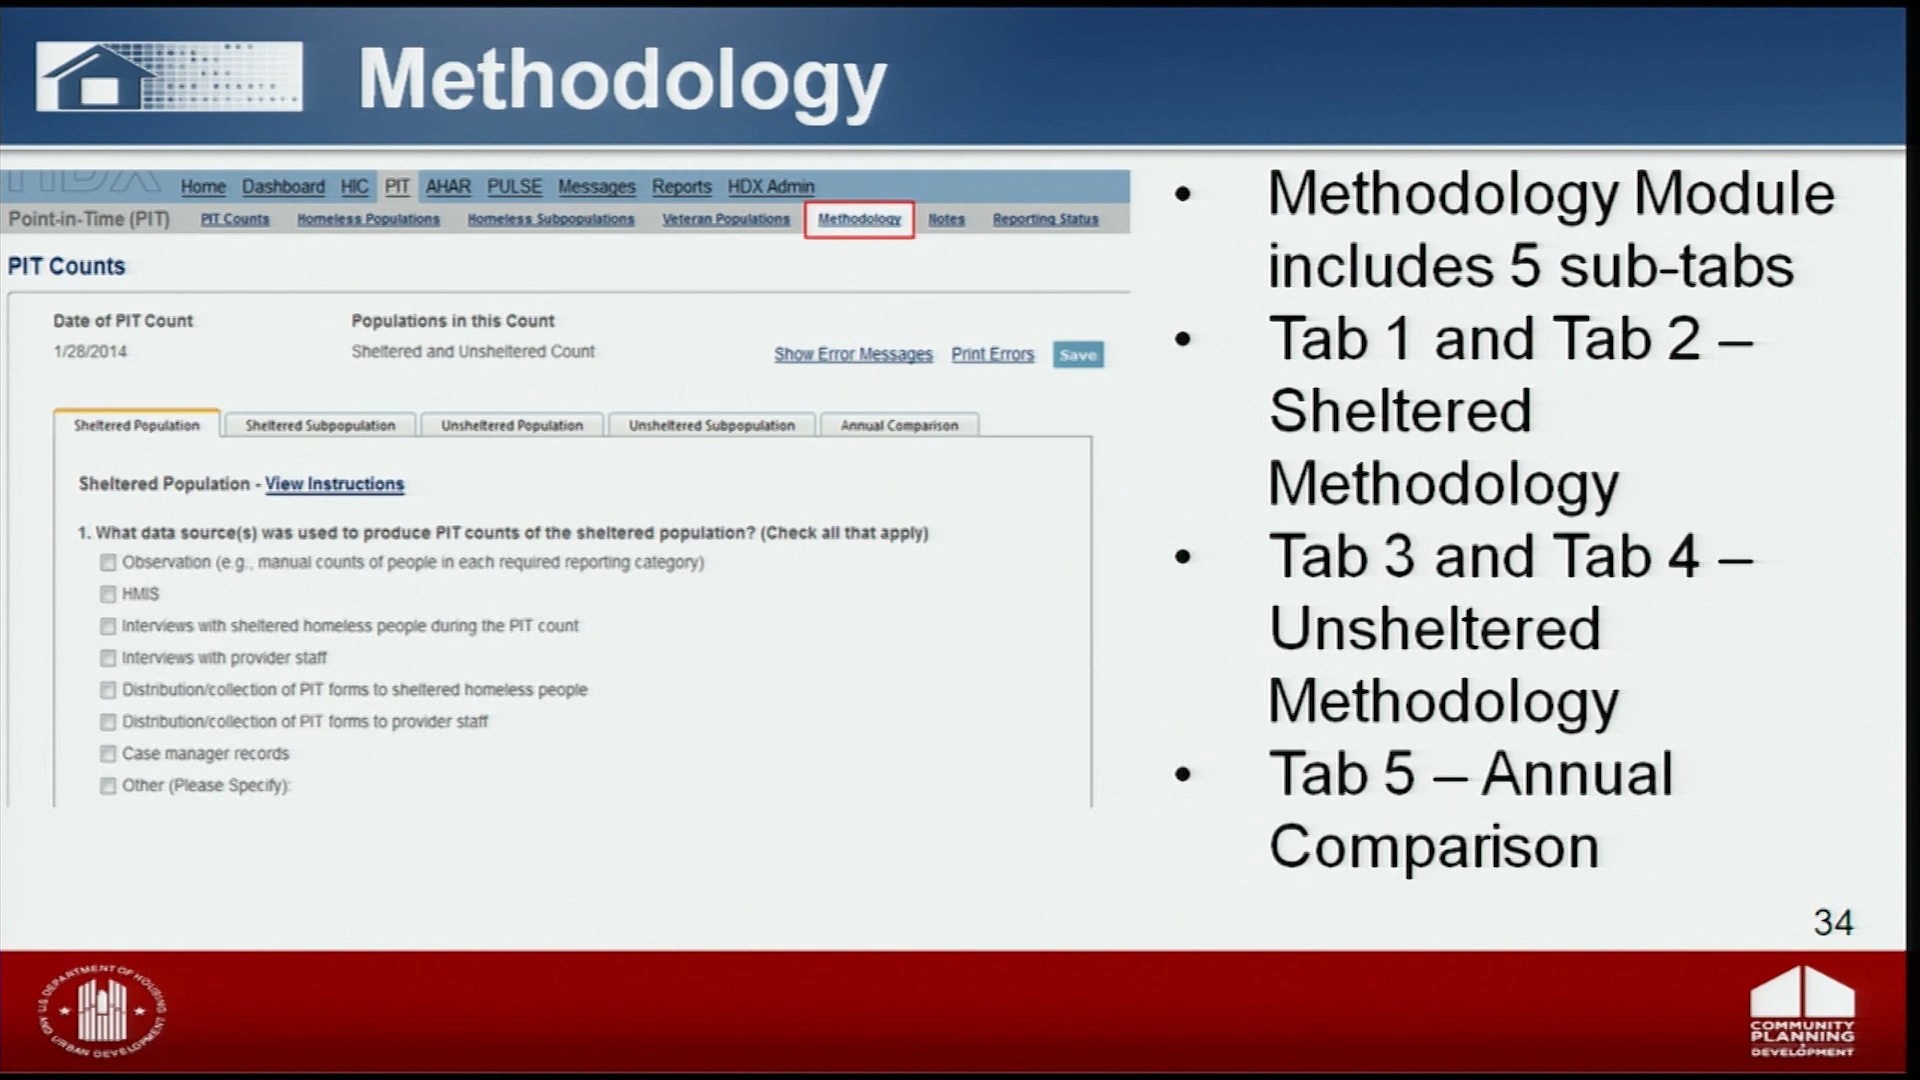 Methodology
HDX
Home Dashboard HIC PIT AHAR PULSE Messages Reports HDX Admin
Point-in-Time (PIT) PIT Counts Homeless Populations Homeless Subpopulations Veteran Populations Methodology Notes Reporting Status
PIT Counts
Date of PIT Count Populations in this Count
1/28/2014 Sheltered and Unsheltered Count
Show Error Messages Print Errors Save
Sheltered Population Sheltered Subpopulation Unsheltered Population Unsheltered Subpopulation Annual Comparison
Sheltered Population - View Instructions
1. What data source(s) was used to produce PIT counts of the sheltered population? (Check all that apply)
Observation (e.g., manual counts of people in each required reporting category)
HMIS
Interviews with sheltered homeless people during the PIT count
Interviews with provider staff
Distribution/collection of PIT forms to sheltered homeless people
Distribution/collection of PIT forms to provider staff
Case manager records
Other (Please Specify):
• Methodology Module
includes 5 sub-tabs
• Tab 1 and Tab 2 –
Sheltered
Methodology
• Tab 3 and Tab 4 –
Unsheltered
Methodology
• Tab 5 – Annual
Comparison
34
U.S. DEPARTMENT OF HOUSING
AND URBAN DEVELOPMENT
COMMUNITY
PLANNING
DEVELOPMENT